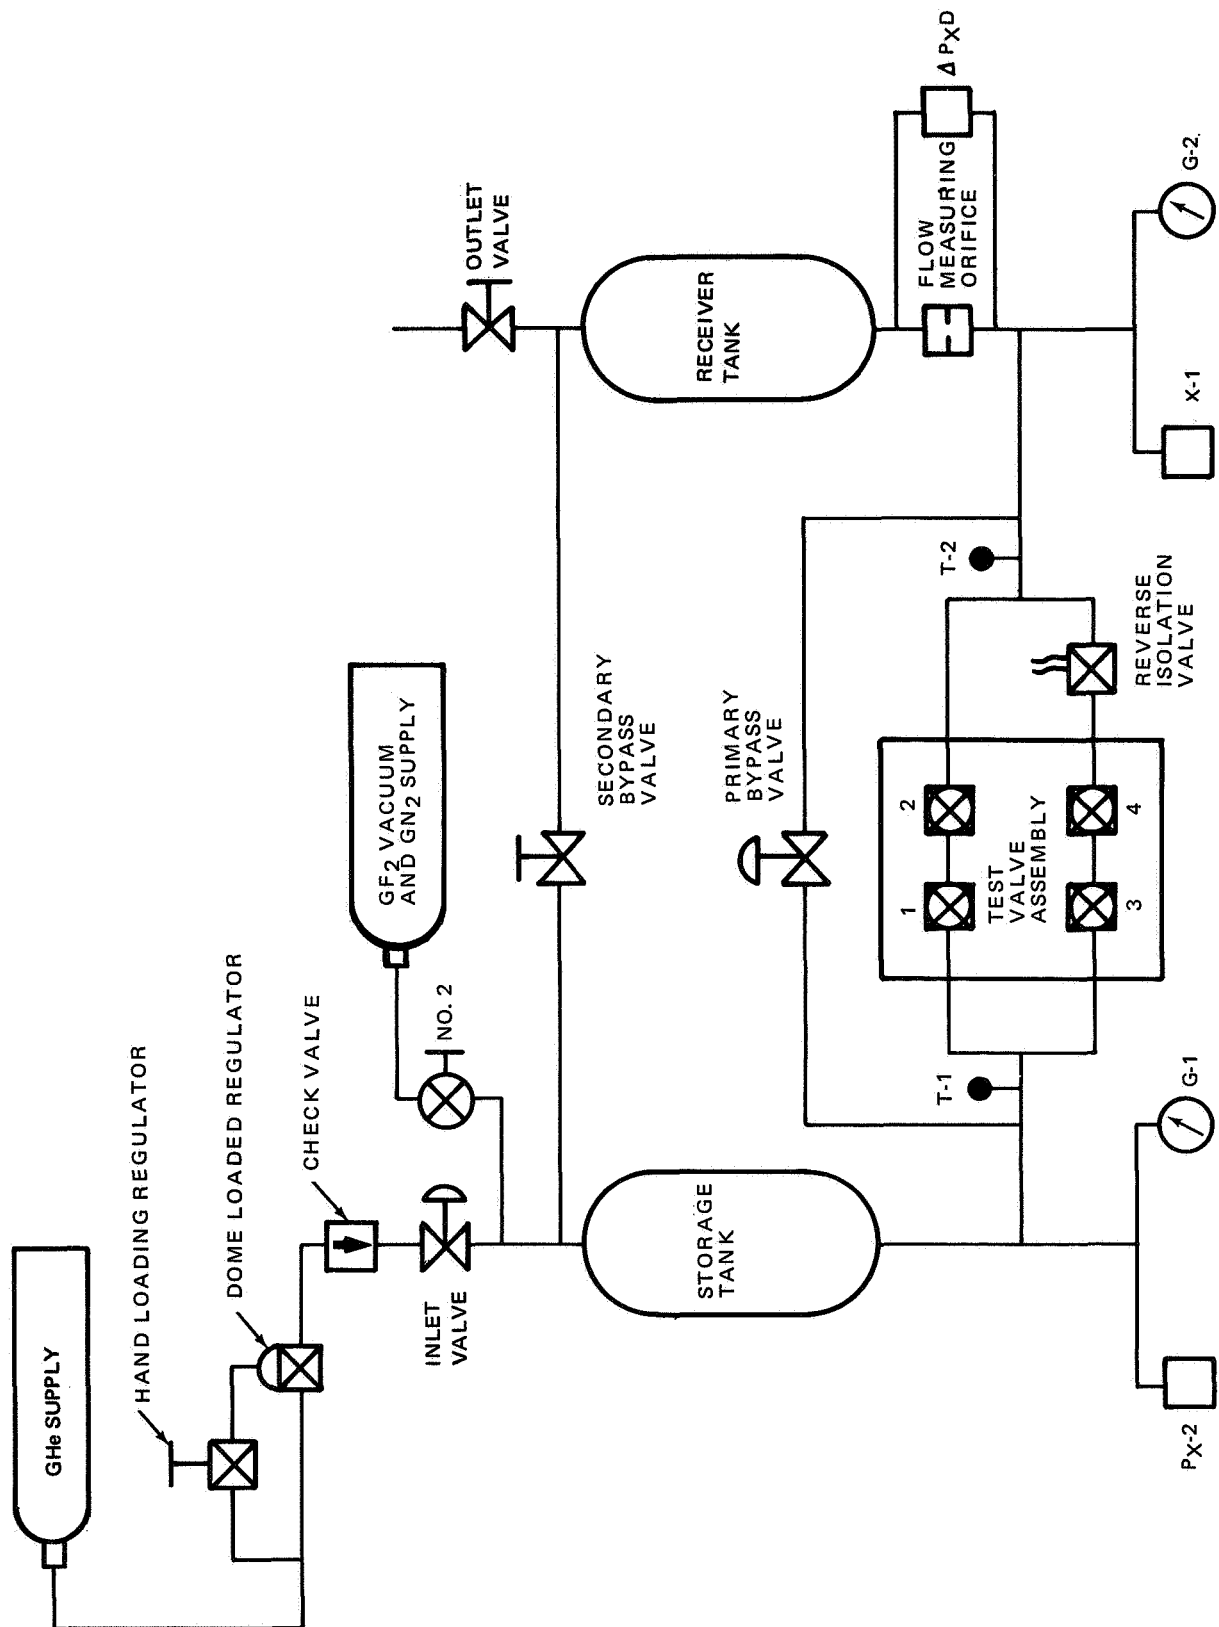 GHe SUPPLY
HAND LOADING REGULATOR
DOME LOADED REGULATOR
CHECK VALVE
INLET
VALVE
NO. 2
GF2 VACUUM
AND GN2 SUPPLY
OUTLET
VALVE
SECONDARY
BYPASS
VALVE
PRIMARY
BYPASS
VALVE
STORAGE
TANK
RECEIVER
TANK
FLOW
MEASURING
ORIFICE
Δ PXD
T-1
T-2
1
2
TEST
VALVE
ASSEMBLY
3
4
REVERSE
ISOLATION
VALVE
PX-2
G-1
X-1
G-2.